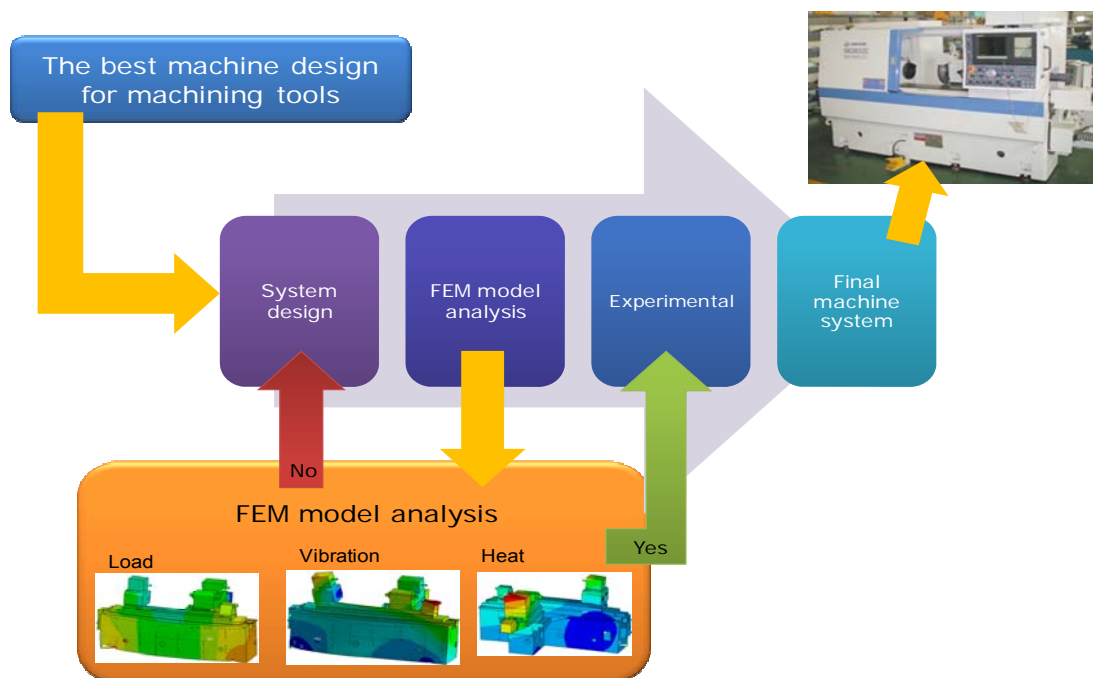 The best machine design
for machining tools
System
design
FEM model
analysis
Experimental
Final
machine
system
No
FEM model analysis
Load
Vibration
Heat
Yes